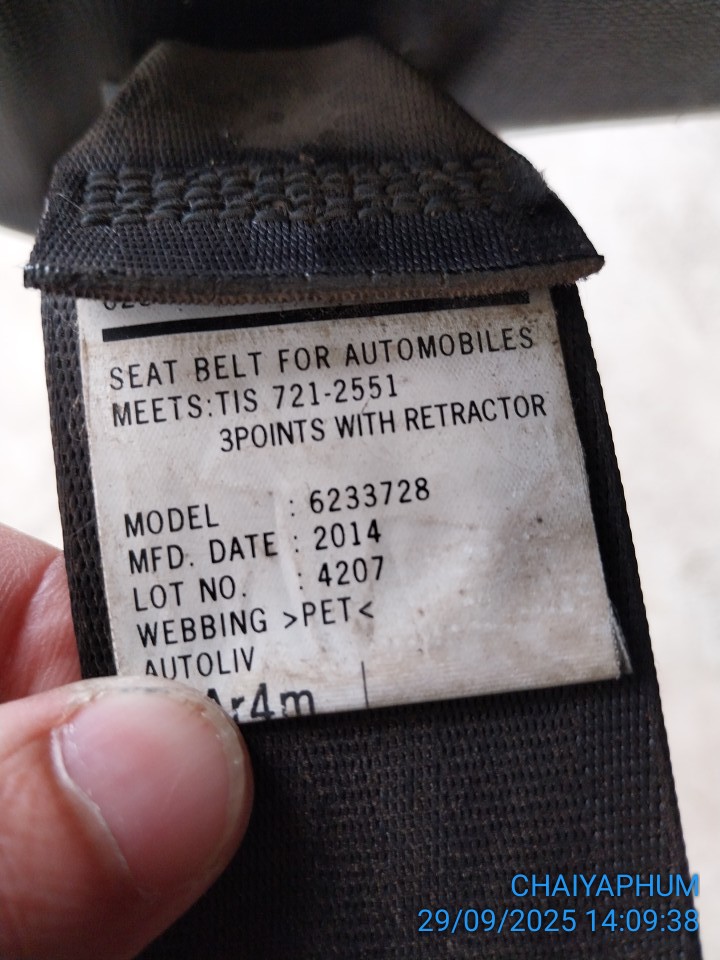 SEAT BELT FOR AUTOMOBILES
MEETS:TIS 721-2551
3POINTS WITH RETRACTOR
MODEL : 6233728
MFD. DATE : 2014
LOT NO. : 4207
WEBBING >PET<
AUTOLIV
r4m
CHAIYAPHUM
29/09/2025 14:09:38